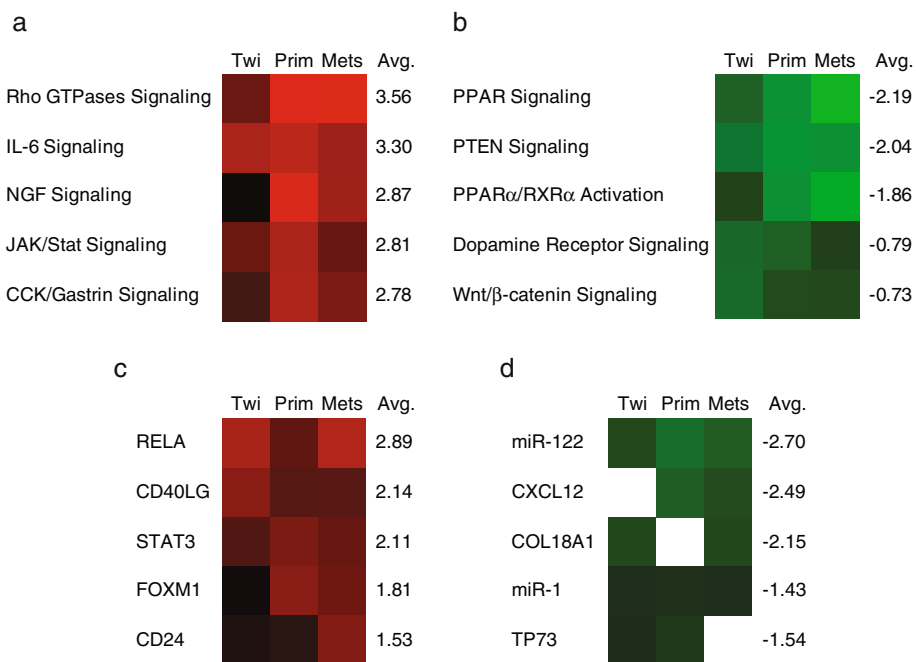 a
Twi Prim Mets Avg.
Rho GTPases Signaling 3.56
IL-6 Signaling 3.30
NGF Signaling 2.87
JAK/Stat Signaling 2.81
CCK/Gastrin Signaling 2.78
b
Twi Prim Mets Avg.
PPAR Signaling -2.19
PTEN Signaling -2.04
PPARα/RXRα Activation -1.86
Dopamine Receptor Signaling -0.79
Wnt/β-catenin Signaling -0.73
c
Twi Prim Mets Avg.
RELA 2.89
CD40LG 2.14
STAT3 2.11
FOXM1 1.81
CD24 1.53
d
Twi Prim Mets Avg.
miR-122 -2.70
CXCL12 -2.49
COL18A1 -2.15
miR-1 -1.43
TP73 -1.54